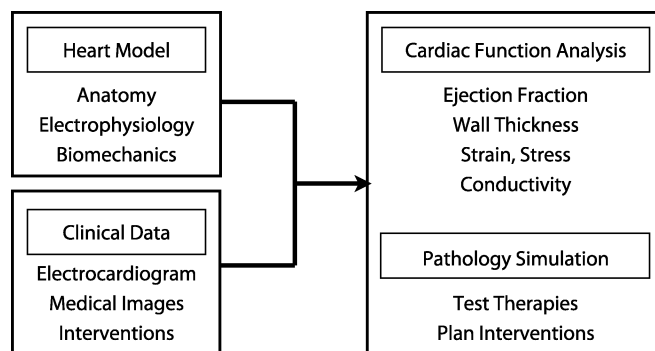 Heart Model
Anatomy
Electrophysiology
Biomechanics
Clinical Data
Electrocardiogram
Medical Images
Interventions
Cardiac Function Analysis
Ejection Fraction
Wall Thickness
Strain, Stress
Conductivity
Pathology Simulation
Test Therapies
Plan Interventions